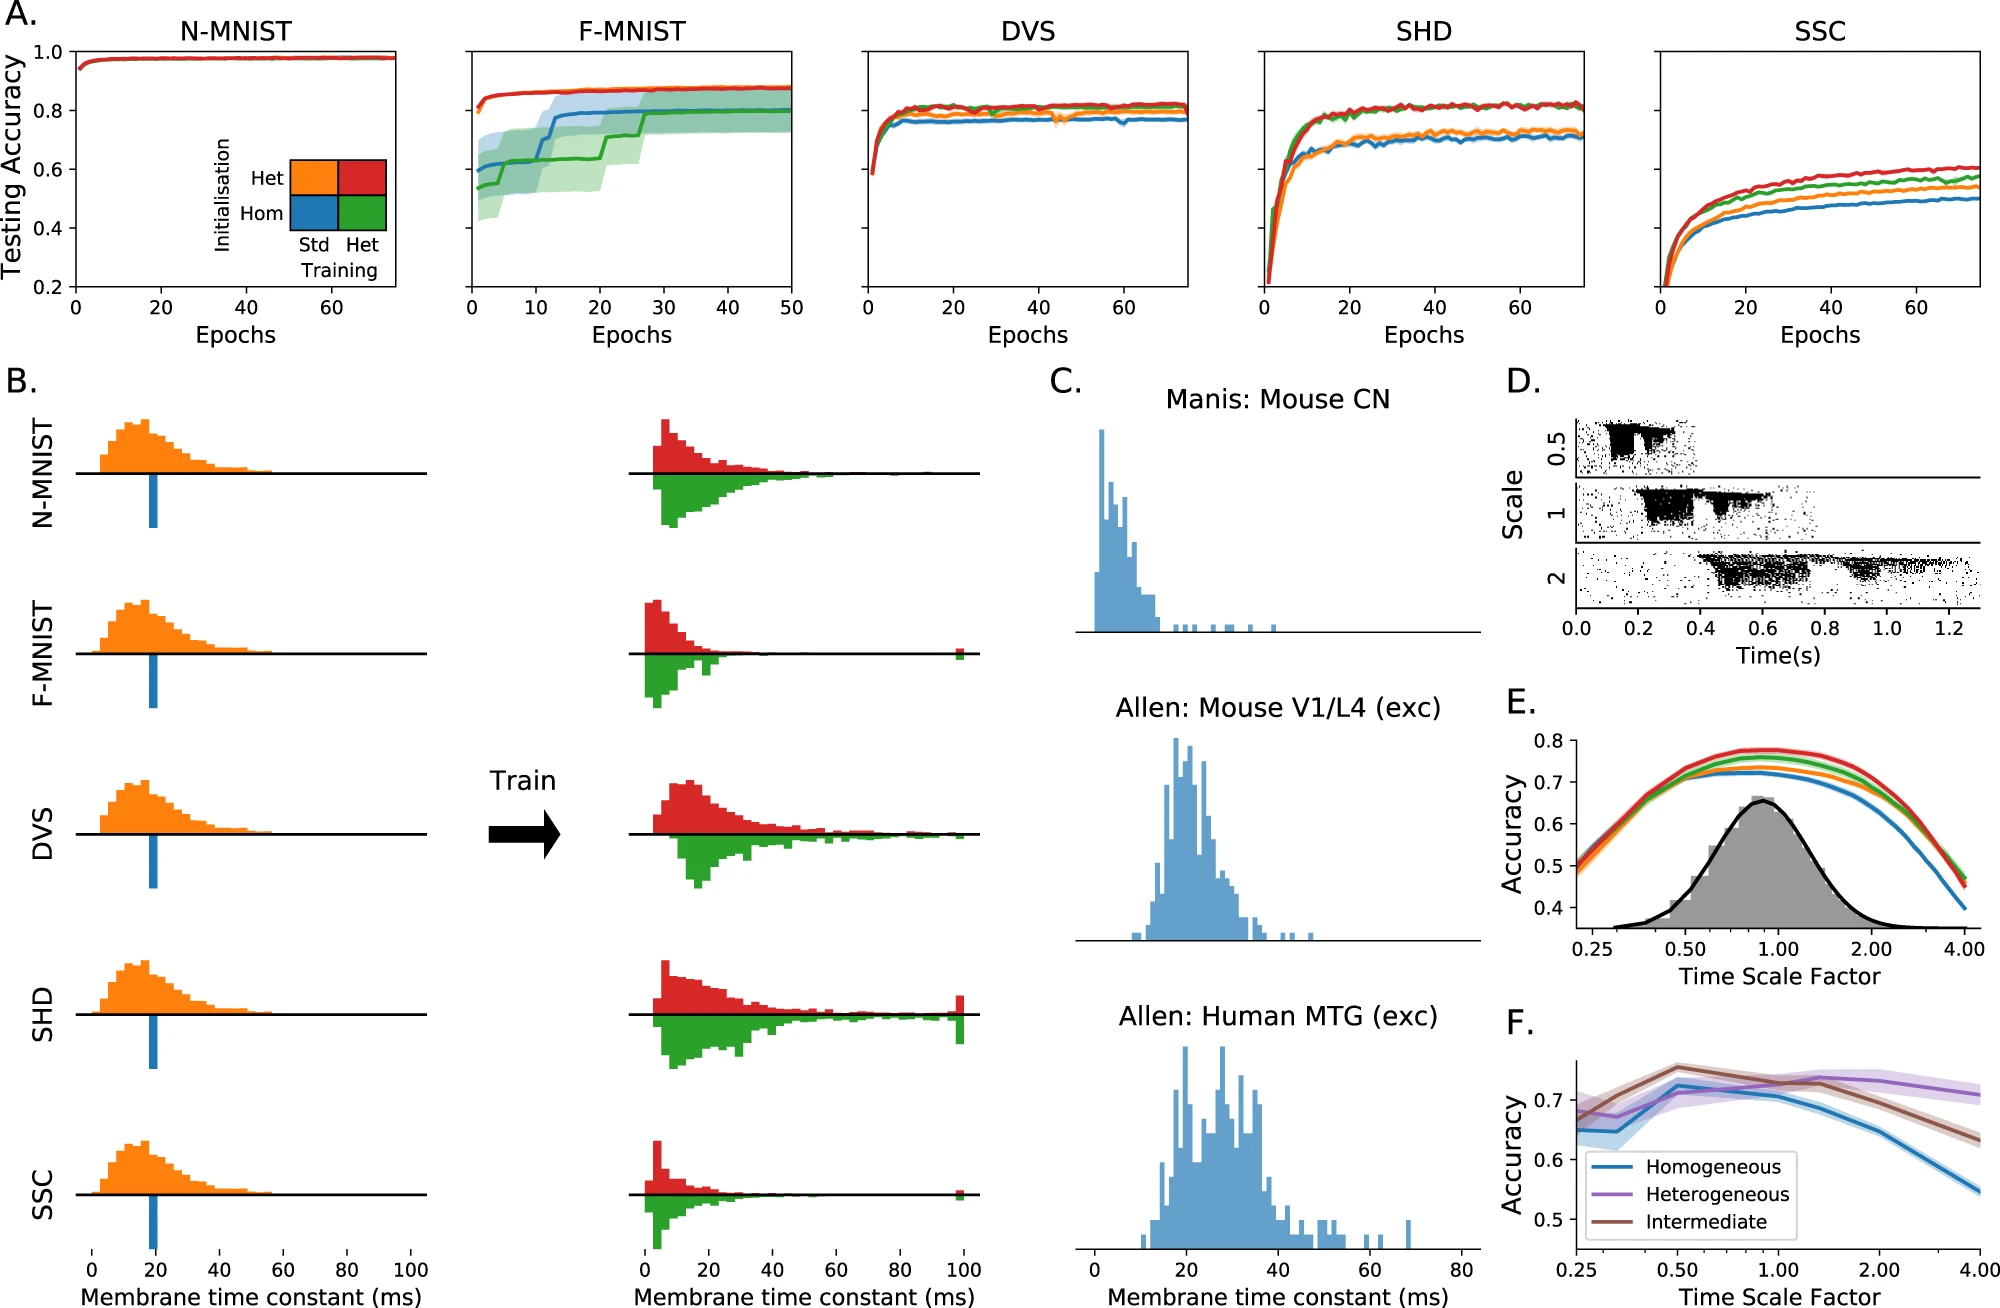 A.
N-MNIST
F-MNIST
DVS
SHD
SSC
Testing Accuracy
1.0
0.8
0.6
0.4
0.2
Initialisation
Het
Hom
Std Het
Training
0 20 40 60
0 10 20 30 40 50
0 20 40 60
0 20 40 60
0 20 40 60
Epochs
Epochs
Epochs
Epochs
Epochs
B.
N-MNIST
F-MNIST
DVS
SHD
SSC
Train
0 20 40 60 80 100
Membrane time constant (ms)
0 20 40 60 80 100
Membrane time constant (ms)
C.
Manis: Mouse CN
Allen: Mouse V1/L4 (exc)
Allen: Human MTG (exc)
0 20 40 60 80
Membrane time constant (ms)
D.
Scale
0.5
1
2
0.0 0.2 0.4 0.6 0.8 1.0 1.2
Time(s)
E.
Accuracy
0.8
0.7
0.6
0.5
0.4
0.25 0.50 1.00 2.00 4.00
Time Scale Factor
F.
Accuracy
0.7
0.6
0.5
Homogeneous
Heterogeneous
Intermediate
0.25 0.50 1.00 2.00 4.00
Time Scale Factor